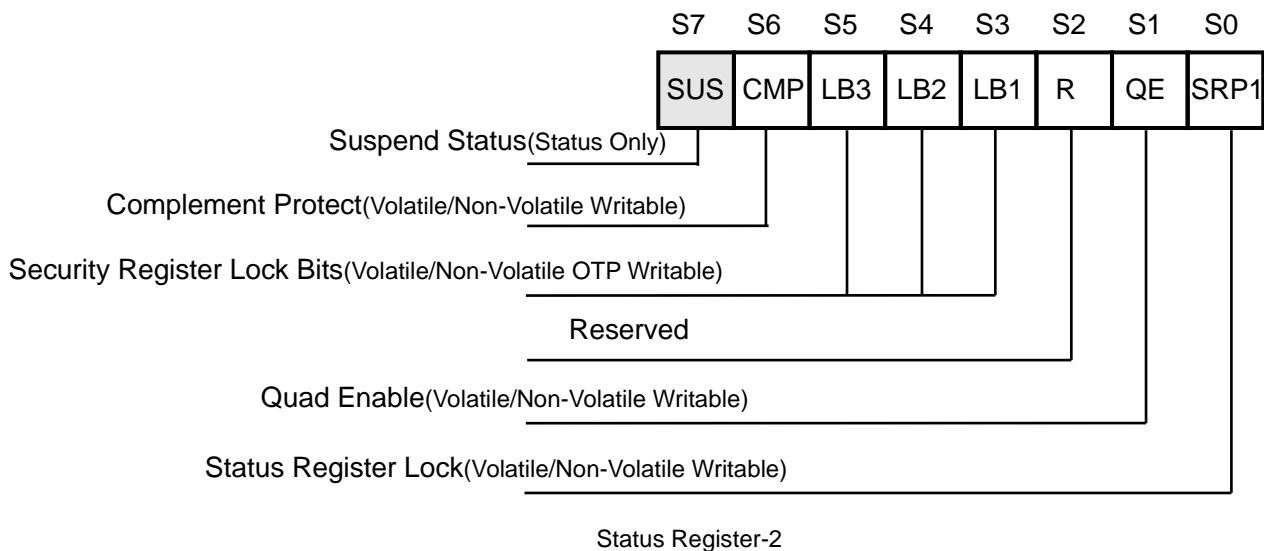 S7 S6 S5 S4 S3 S2 S1 S0
SUS CMP LB3 LB2 LB1 R QE SRP1
Suspend Status(Status Only)
Complement Protect(Volatile/Non-Volatile Writable)
Security Register Lock Bits(Volatile/Non-Volatile OTP Writable)
Reserved
Quad Enable(Volatile/Non-Volatile Writable)
Status Register Lock(Volatile/Non-Volatile Writable)
Status Register-2